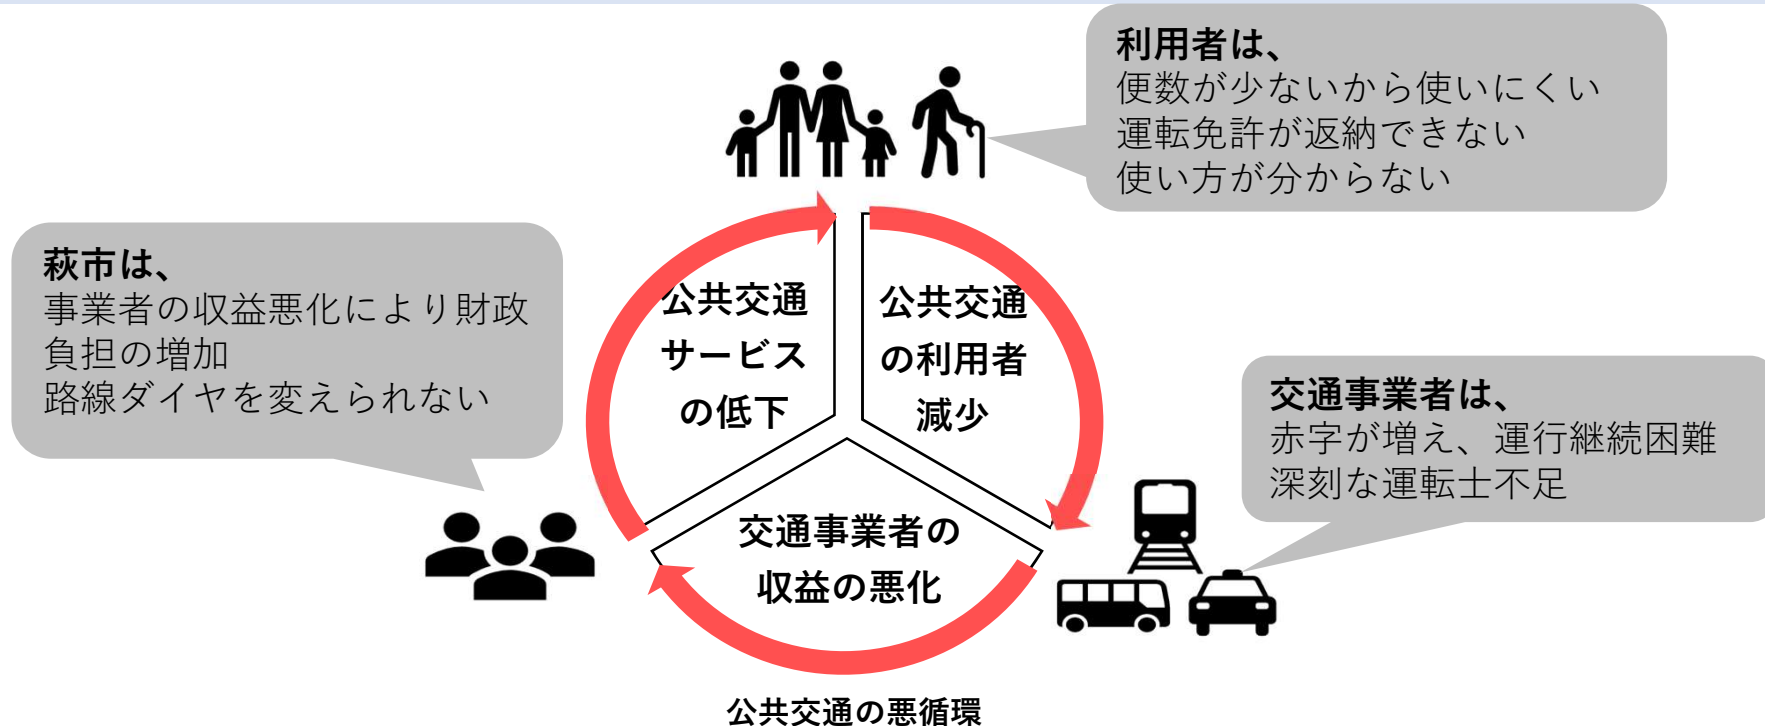 利用者は、
便数が少ないから使いにくい
運転免許が返納できない
使い方が分からない
萩市は、
事業者の収益悪化により財政
負担の増加
路線ダイヤを変えられない
公共交通
サービス
の低下
公共交通
の利用者
減少
交通事業者は、
赤字が増え、運行継続困難
深刻な運転士不足
交通事業者の
収益の悪化
公共交通の悪循環